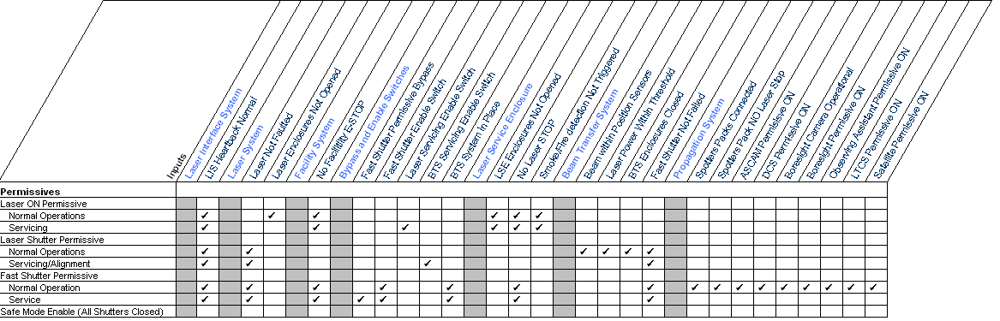 Inputs
Laser Interface System
LIS Heartback Normal
Laser System
Laser Not Faulted
Laser Enclosures Not Opened
Facility System
No Facilitity E-STOP
Bypass and Enable Switches
Fast Shutter Permissive Bypass
Fast Shutter Enable Switch
Laser Servicing Enable Switch
BTS Servicing Enable Switch
BTS System In Place
Laser Service Enclosure
LSE Enclosures Not Opened
No Laser STOP
Smoke,Fire detection Not Triggered
Beam Transfer System
Beam within Position Sensors
Laser Power Within Threshold
BTS Enclosures Closed
Fast Shutter Not Failed
Propagation System
Spotters Packs Connected
Spotters Pack NO Laser Stop
ASCAM Permissive ON
DCS Permissive ON
Boresight Camera Operational
Boresight Permissive ON
Observing Assistant Permissive ON
LTCS Permissive ON
Satellite Permissive ON
Permissives
Laser ON Permissive
Normal Operations ✓ ✓ ✓ ✓ ✓ ✓
Servicing ✓ ✓ ✓ ✓ ✓ ✓
Laser Shutter Permissive
Normal Operations ✓ ✓ ✓ ✓ ✓ ✓
Servicing/Alignment ✓ ✓ ✓ ✓
Fast Shutter Permissive
Normal Operation ✓ ✓ ✓ ✓ ✓ ✓ ✓ ✓ ✓ ✓ ✓ ✓ ✓ ✓ ✓ ✓
Service ✓ ✓ ✓ ✓ ✓ ✓ ✓ ✓
Safe Mode Enable (All Shutters Closed)